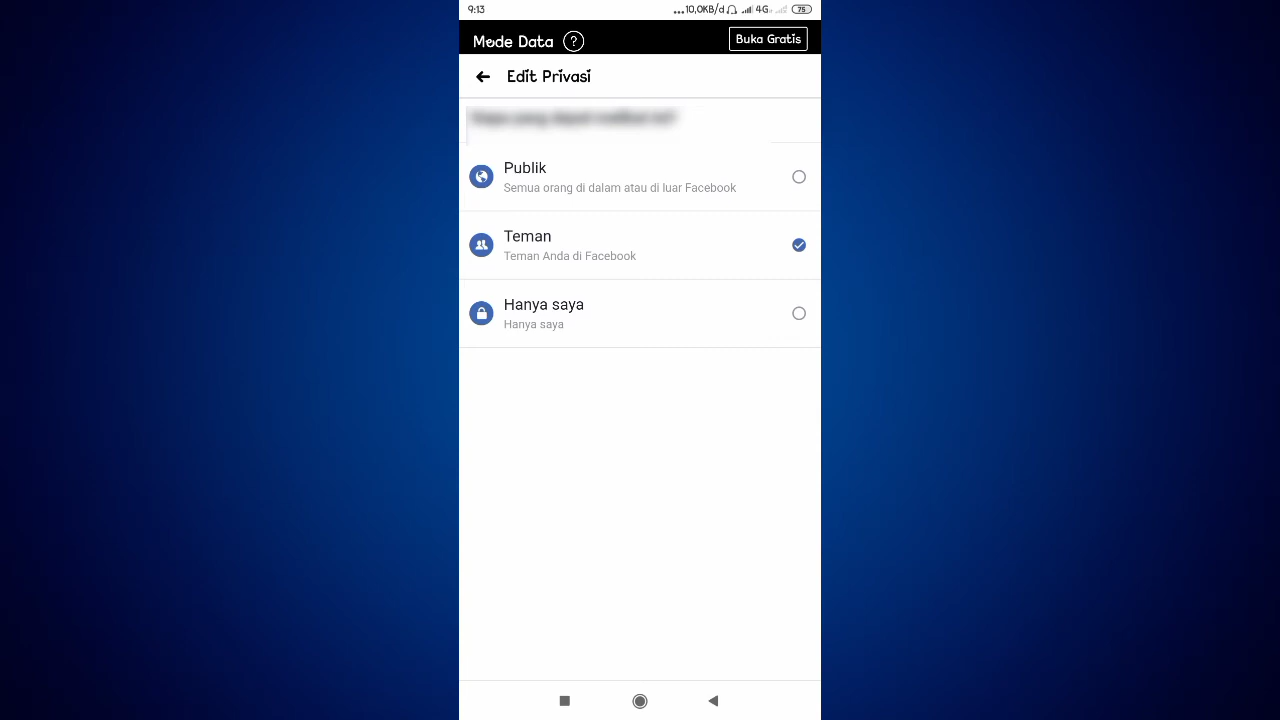 9:13
...10,0KB/d 4G 75
Mode Data ? Buka Gratis
Edit Privasi
Publik
Semua orang di dalam atau di luar Facebook
Teman
Teman Anda di Facebook
Hanya saya
Hanya saya